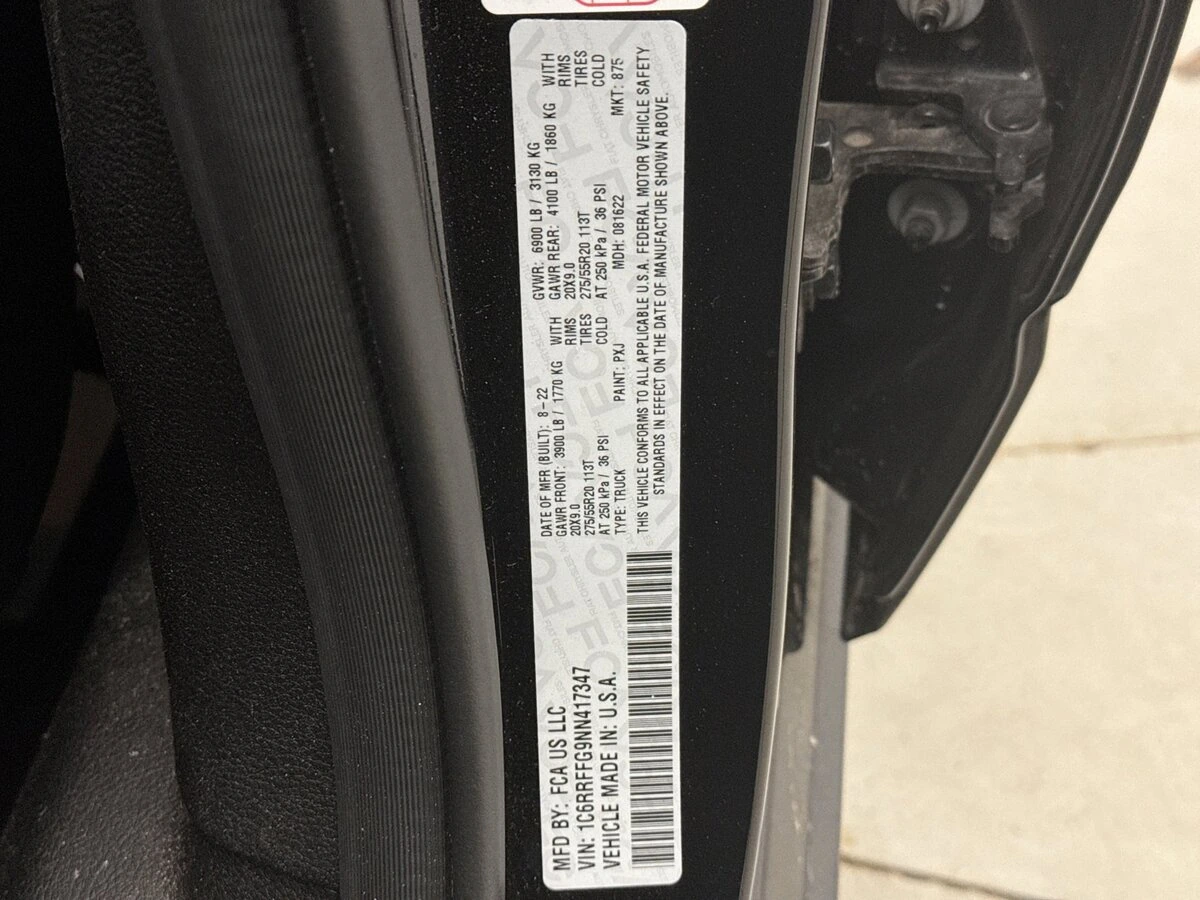 MFD BY: FCA US LLC
VIN: 1C6RRFFG9NN417347
VEHICLE MADE IN: U.S.A.
DATE OF MFR (BUILT): 8-22 GVWR: 6900 LB / 3130 KG
GAWR FRONT: 3900 LB / 1770 KG WITH GAWR REAR: 4100 LB / 1860 KG WITH
20X9.0 RIMS 20X9.0 RIMS
275/55R20 113T TIRES 275/55R20 113T TIRES
AT 250 kPa / 36 PSI COLD AT 250 kPa / 36 PSI COLD
TYPE: TRUCK PAINT: PXJ MDH: 081622 MKT: 875
THIS VEHICLE CONFORMS TO ALL APPLICABLE U.S.A. FEDERAL MOTOR VEHICLE SAFETY
STANDARDS IN EFFECT ON THE DATE OF MANUFACTURE SHOWN ABOVE.